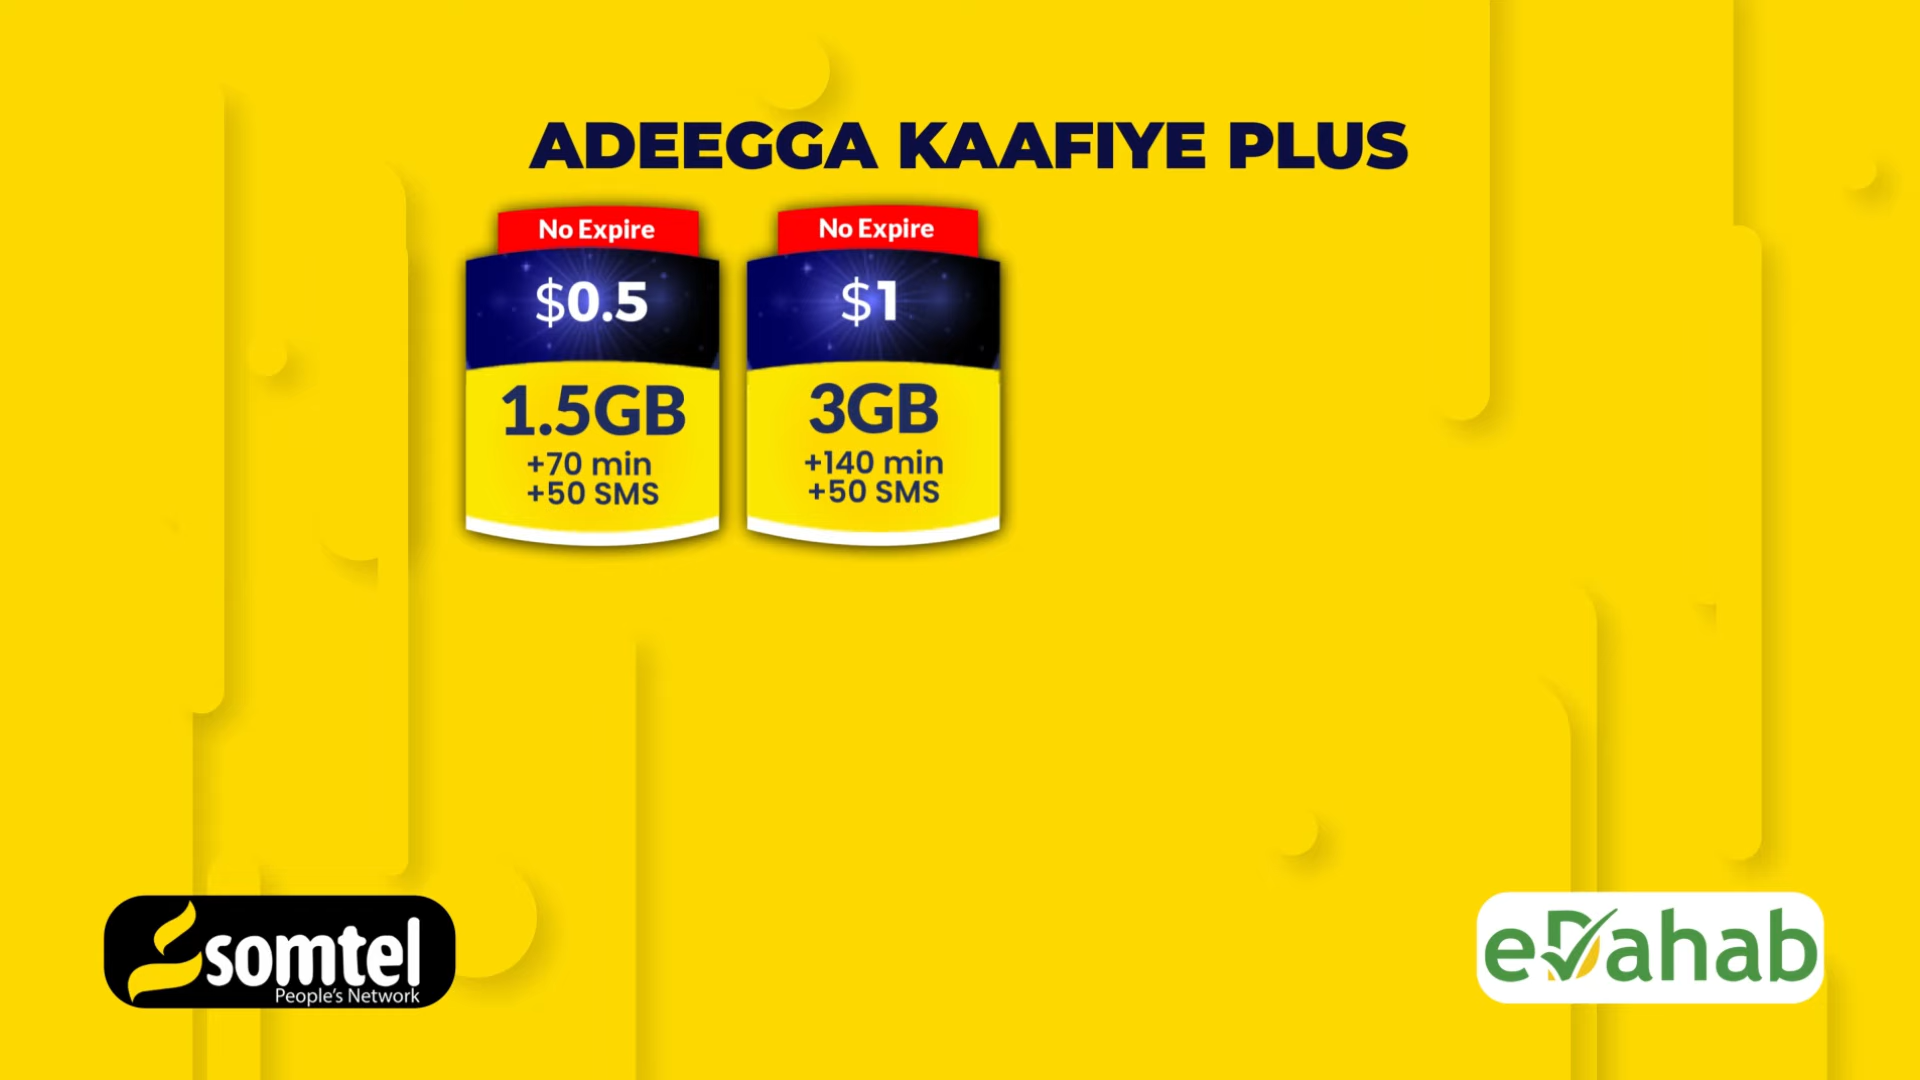 ADEEGGA KAAFIYE PLUS
No Expire
$0.5
1.5GB
+70 min
+50 SMS
No Expire
$1
3GB
+140 min
+50 SMS
somtel
People's Network
eDahab